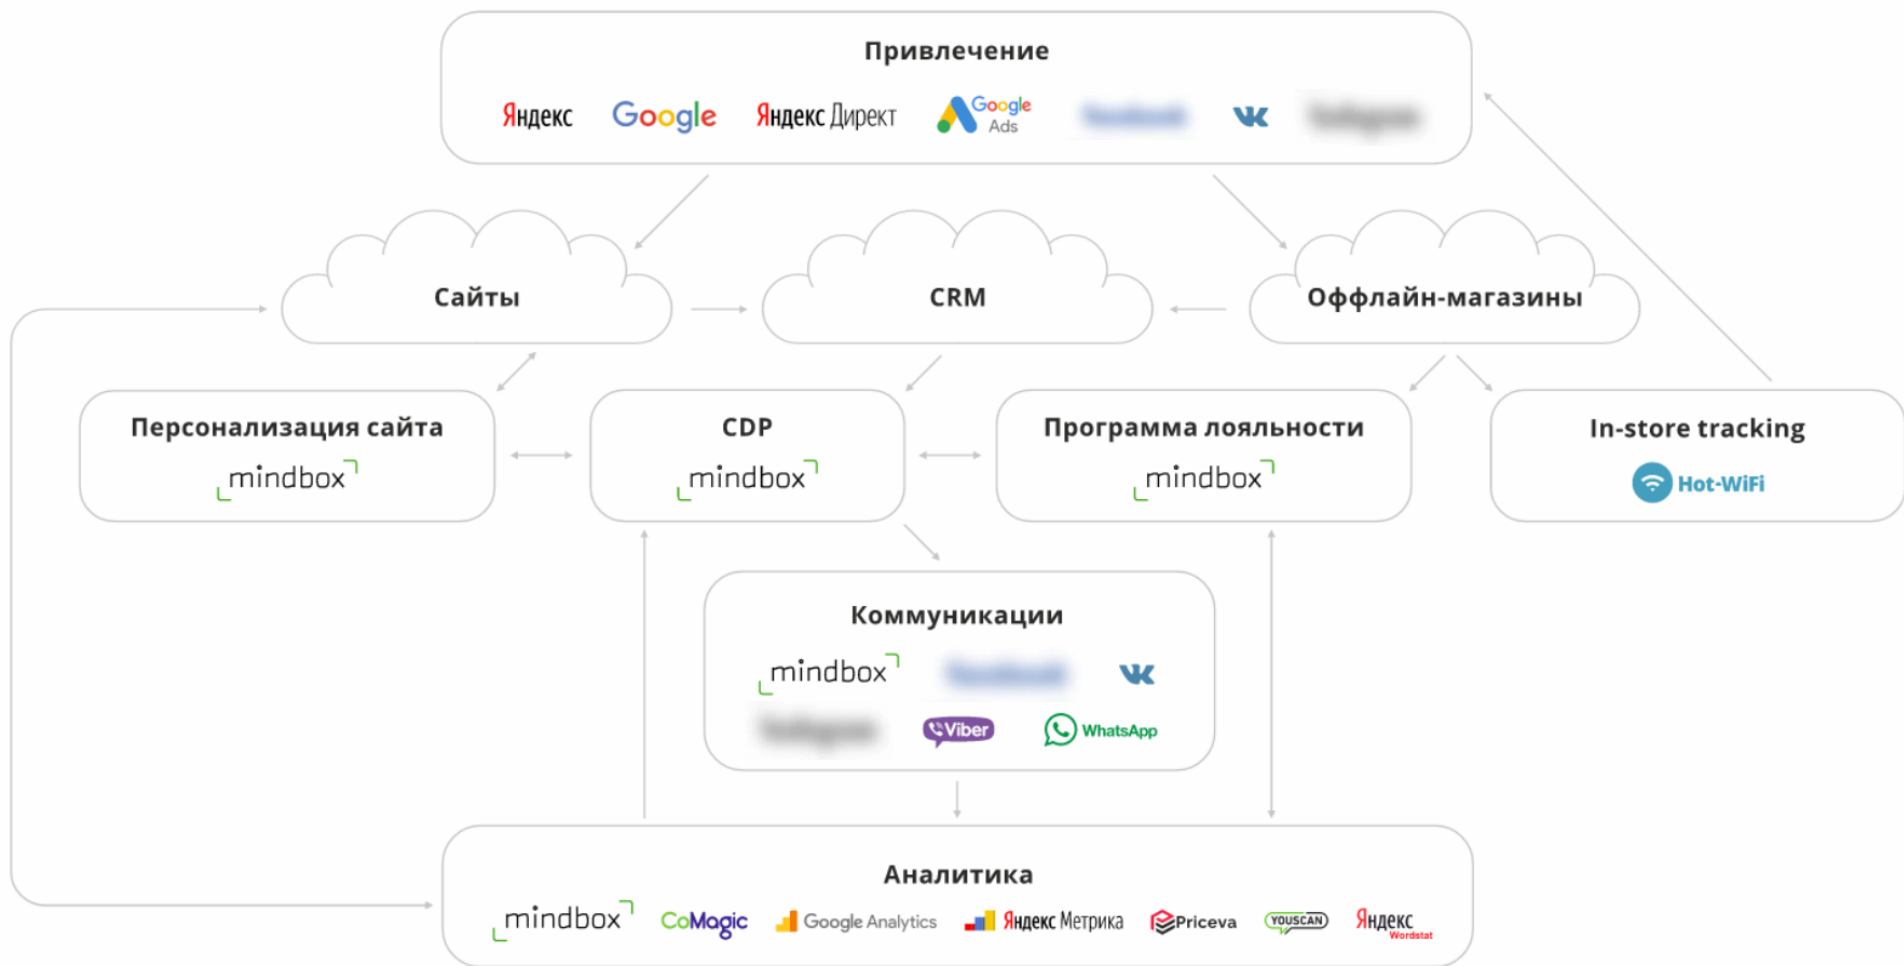 Привлечение
Яндекс Google Яндекс Директ Google Ads VK
Сайты CRM Оффлайн-магазины
Персонализация сайта CDP Программа лояльности In-store tracking
mindbox mindbox mindbox Hot-WiFi
Коммуникации
mindbox VK
Viber WhatsApp
Аналитика
mindbox CoMagic Google Analytics Яндекс Метрика Priceva YOUSCAN Яндекс Wordstat